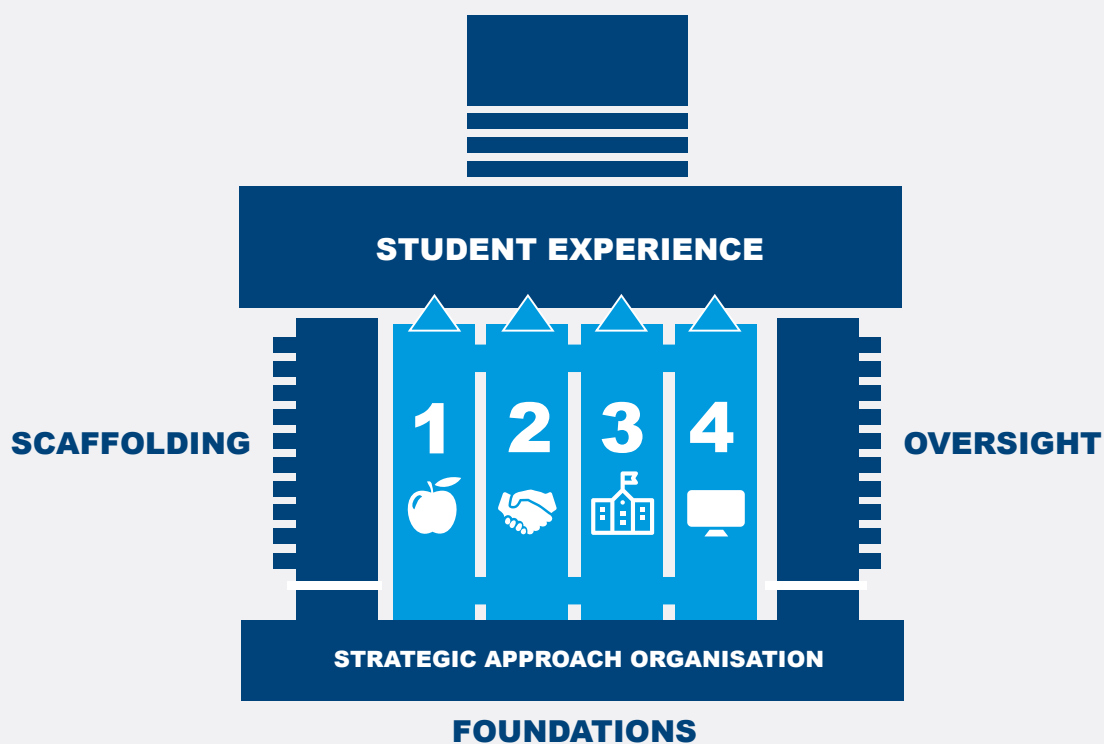 STUDENT EXPERIENCE
1 2 3 4
SCAFFOLDING
OVERSIGHT
STRATEGIC APPROACH ORGANISATION
FOUNDATIONS